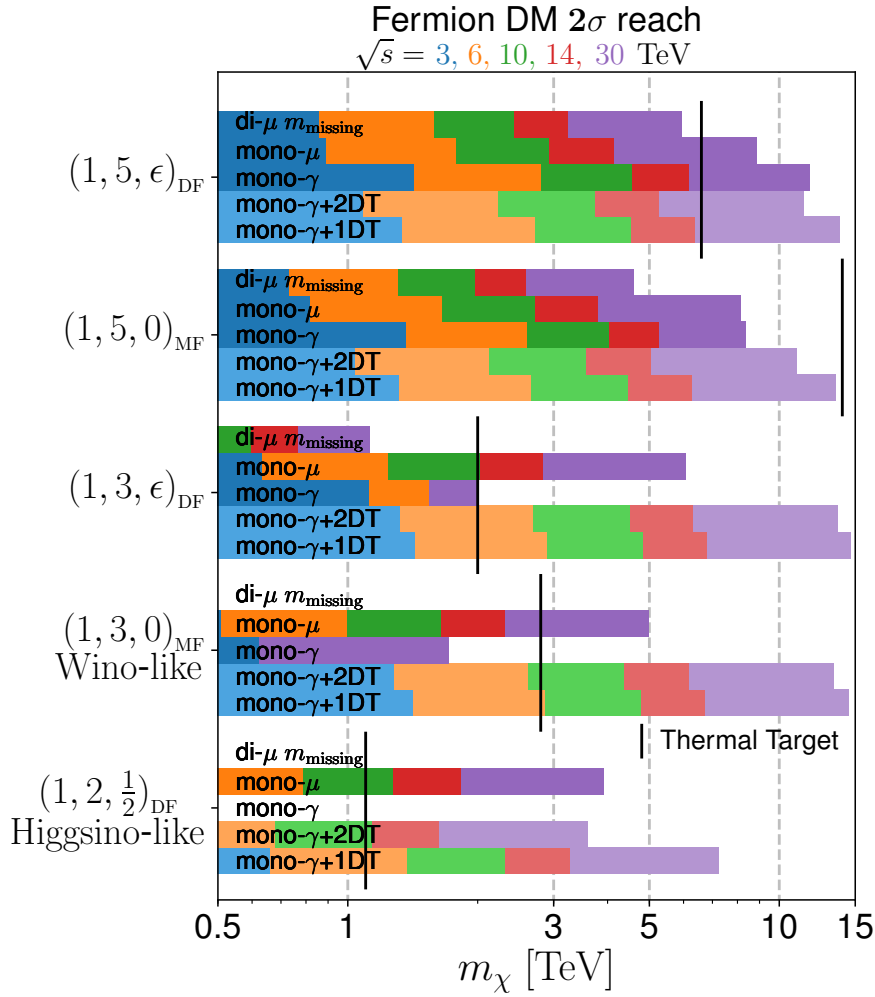 Fermion DM 2σ reach
√s = 3, 6, 10, 14, 30 TeV
(1, 5, ϵ)DF
di-μ mmissing
mono-μ
mono-γ
mono-γ+2DT
mono-γ+1DT
(1, 5, 0)MF
di-μ mmissing
mono-μ
mono-γ
mono-γ+2DT
mono-γ+1DT
(1, 3, ϵ)DF
di-μ mmissing
mono-μ
mono-γ
mono-γ+2DT
mono-γ+1DT
(1, 3, 0)MF
Wino-like
di-μ mmissing
mono-μ
mono-γ
mono-γ+2DT
mono-γ+1DT
Thermal Target
(1, 2, 1/2)DF
Higgsino-like
di-μ mmissing
mono-μ
mono-γ
mono-γ+2DT
mono-γ+1DT
0.5 1 3 5 10 15
mχ [TeV]